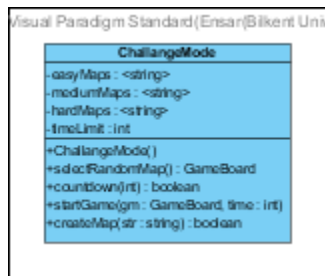 Visual Paradigm Standard(Ensar(Bilkent Univ
ChallangeMode
-easyMaps : <string>
-mediumMaps : <string>
-hardMaps : <string>
-timeLimit : int
+ChallangeMode()
+selectRandomMap() : GameBoard
+countdown(int) : boolean
+startGame(gm : GameBoard, time : int)
+createMap(str : string) : boolean